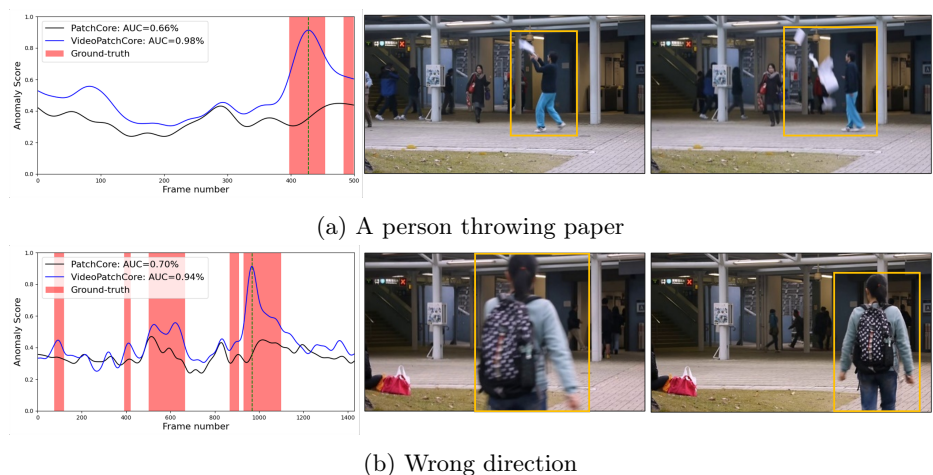 PatchCore: AUC=0.66%
VideoPatchCore: AUC=0.98%
Ground-truth
Anomaly Score
1.0
0.8
0.6
0.4
0.2
0.0
0 100 200 300 400 500
Frame number
(a) A person throwing paper
PatchCore: AUC=0.70%
VideoPatchCore: AUC=0.94%
Ground-truth
Anomaly Score
1.0
0.8
0.6
0.4
0.2
0.0
0 200 400 600 800 1000 1200 1400
Frame number
(b) Wrong direction